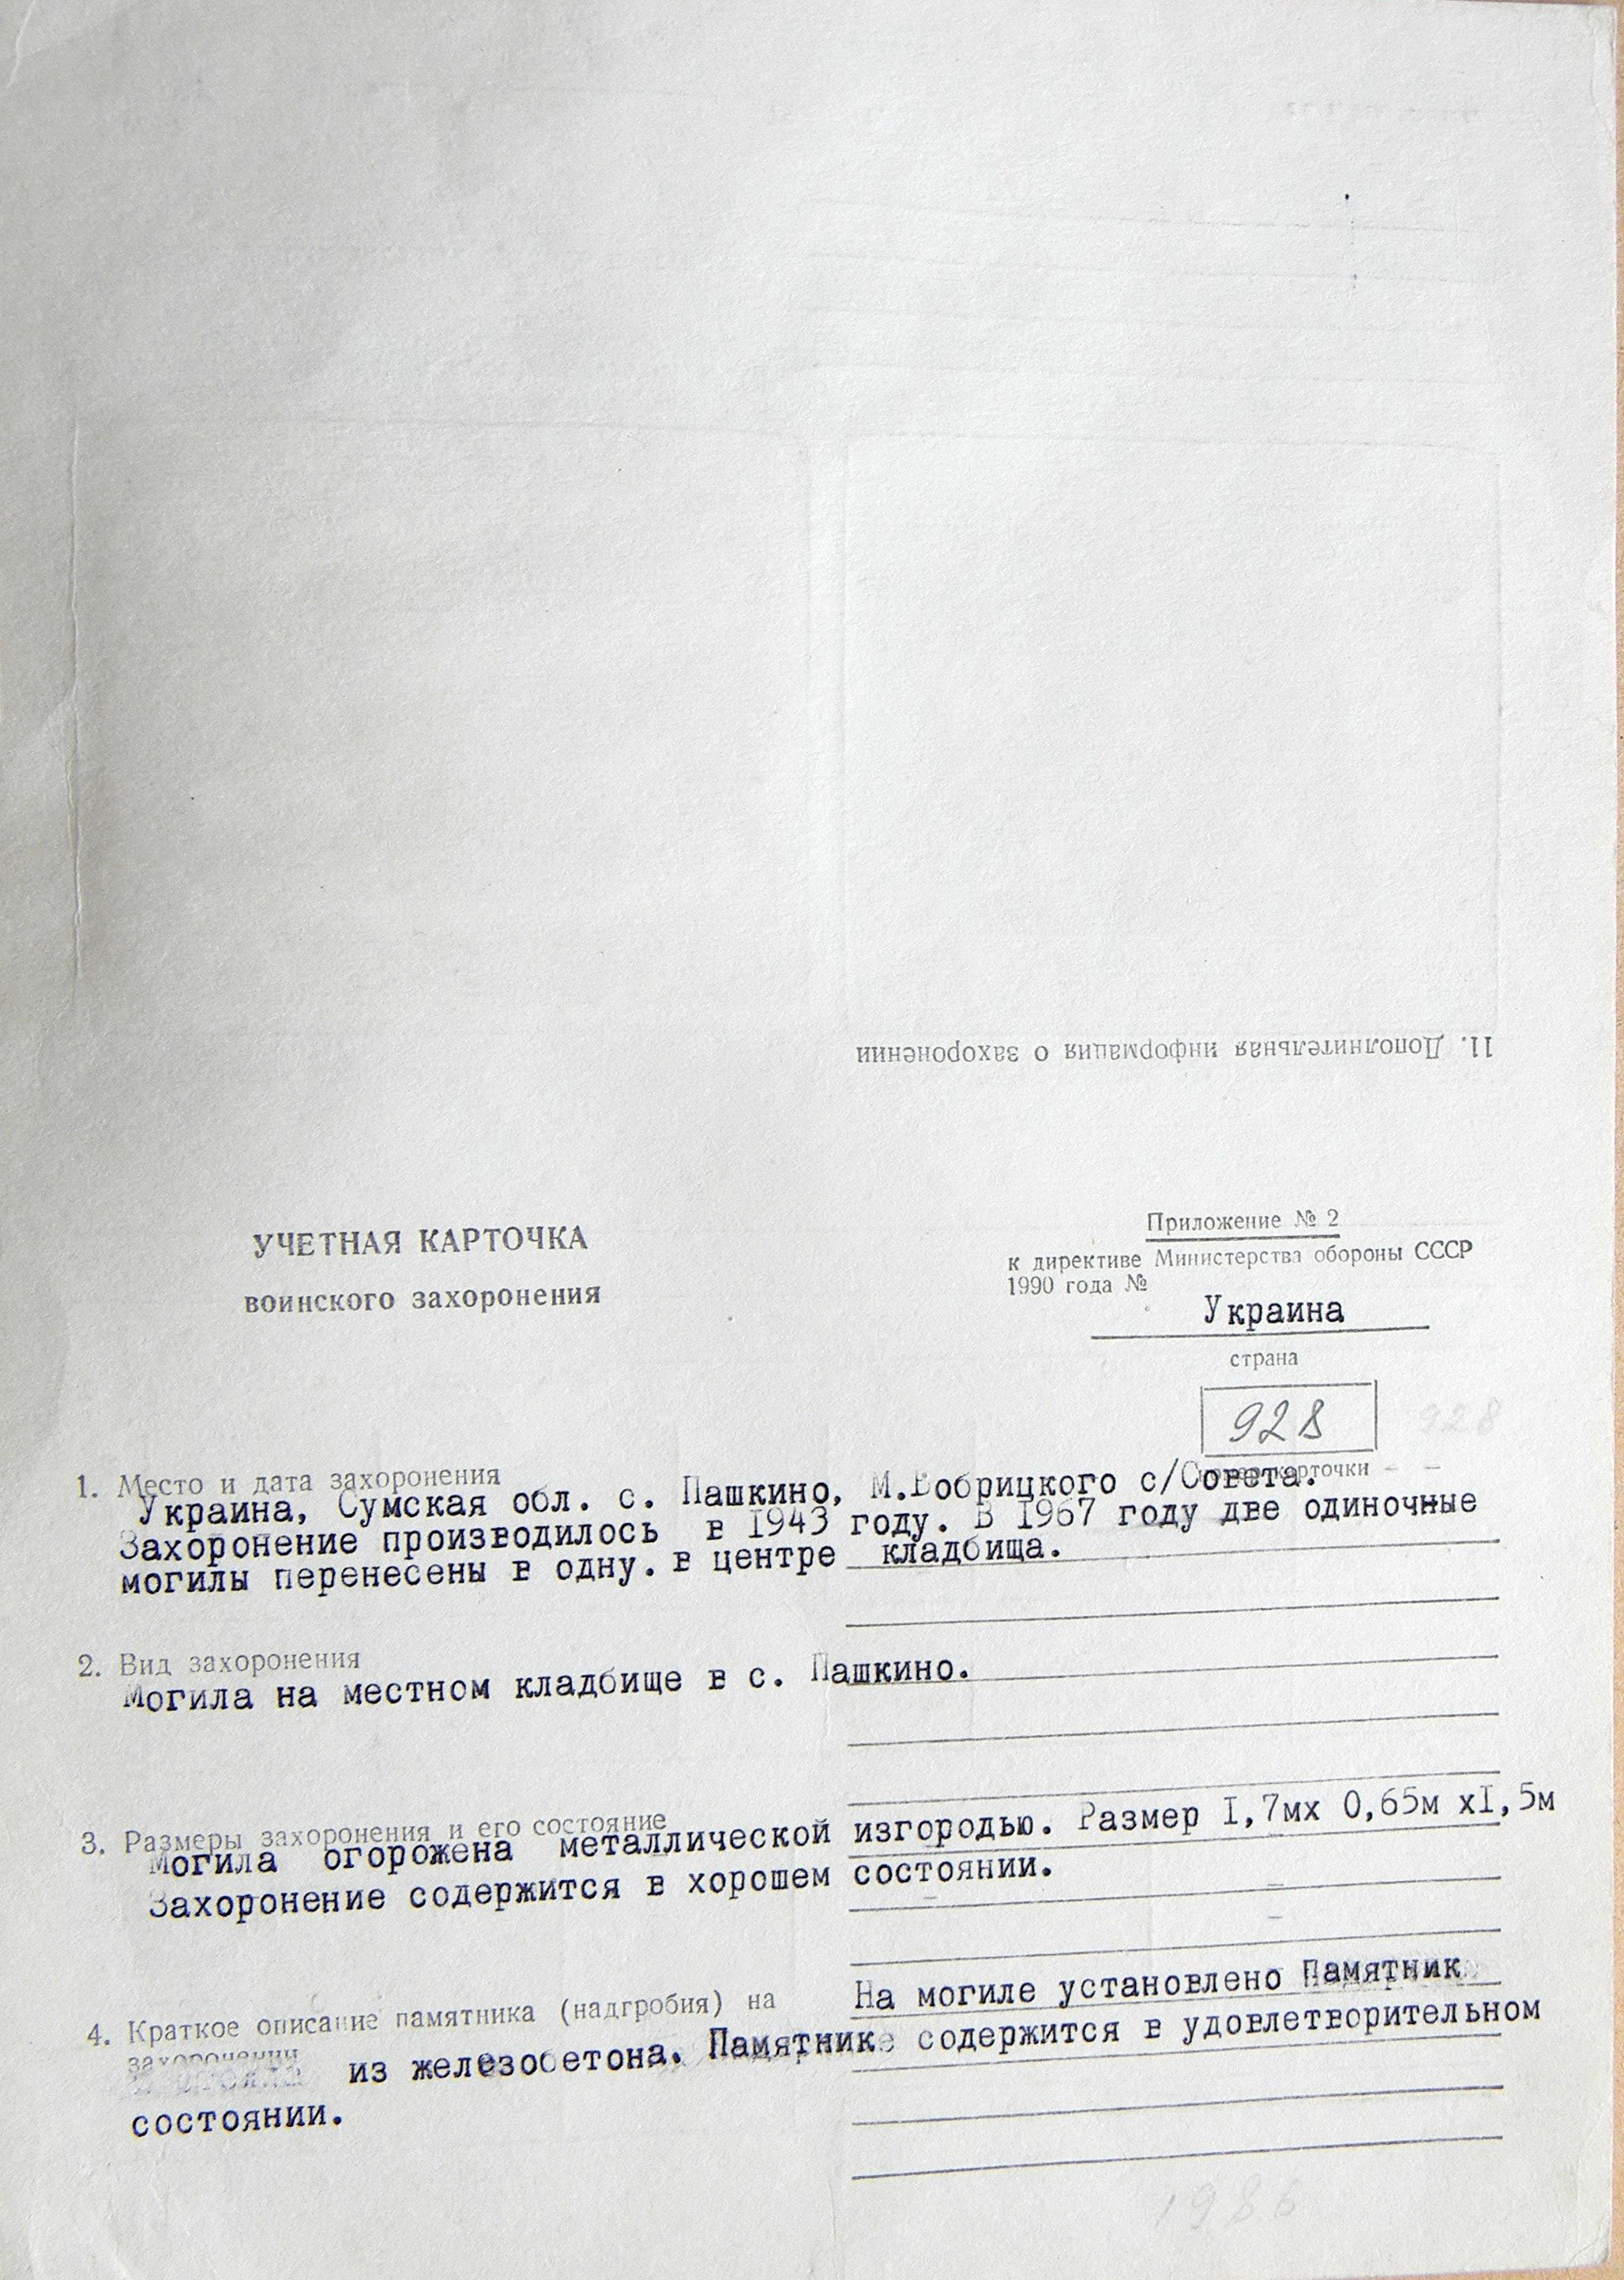 11. Дополнительная информация о захоронении
УЧЕТНАЯ КАРТОЧКА
воинского захоронения
Приложение № 2
к директиве Министерства обороны СССР
1990 года №
Украина
страна
928
928
карточки
1. Место и дата захоронения
Украина, Сумская обл. с. Пашкино, М.Бобрицкого с/Совета.
Захоронение производилось в 1943 году. В 1967 году две одиночные
могилы перенесены в одну. в центре кладбища.
2. Вид захоронения
Могила на местном кладбище в с. Пашкино.
3. Размеры захоронения и его состояние
Могила огорожена металлической изгородью. Размер I,7мх 0,65м хI,5м
Захоронение содержится в хорошем состоянии.
4. Краткое описание памятника (надгробия) на
захоронении
На могиле установлено Памятник
из железобетона. Памятник содержится в удовлетворительном
состоянии.
1986